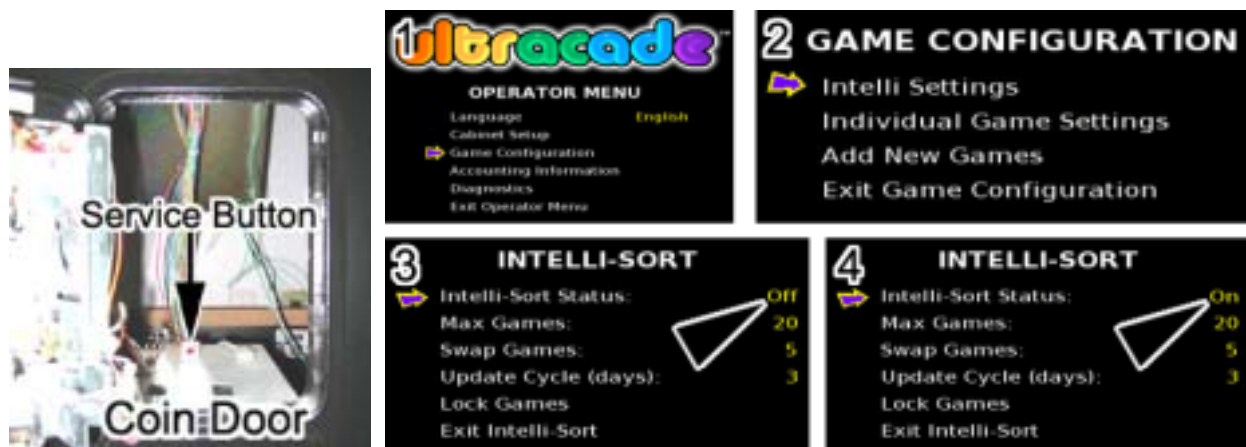 Service Button
Coin Door
1
ultracade™
OPERATOR MENU
Language English
Cabinet Setup
Game Configuration
Accounting Information
Diagnostics
Exit Operator Menu
2 GAME CONFIGURATION
Intelli Settings
Individual Game Settings
Add New Games
Exit Game Configuration
3 INTELLI-SORT
Intelli-Sort Status: Off
Max Games: 20
Swap Games: 5
Update Cycle (days): 3
Lock Games
Exit Intelli-Sort
4 INTELLI-SORT
Intelli-Sort Status: On
Max Games: 20
Swap Games: 5
Update Cycle (days): 3
Lock Games
Exit Intelli-Sort